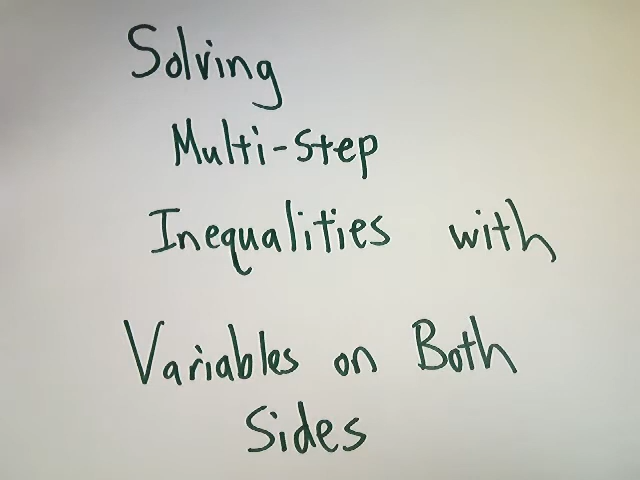 Solving
Multi-step
Inequalities with
Variables on Both
Sides